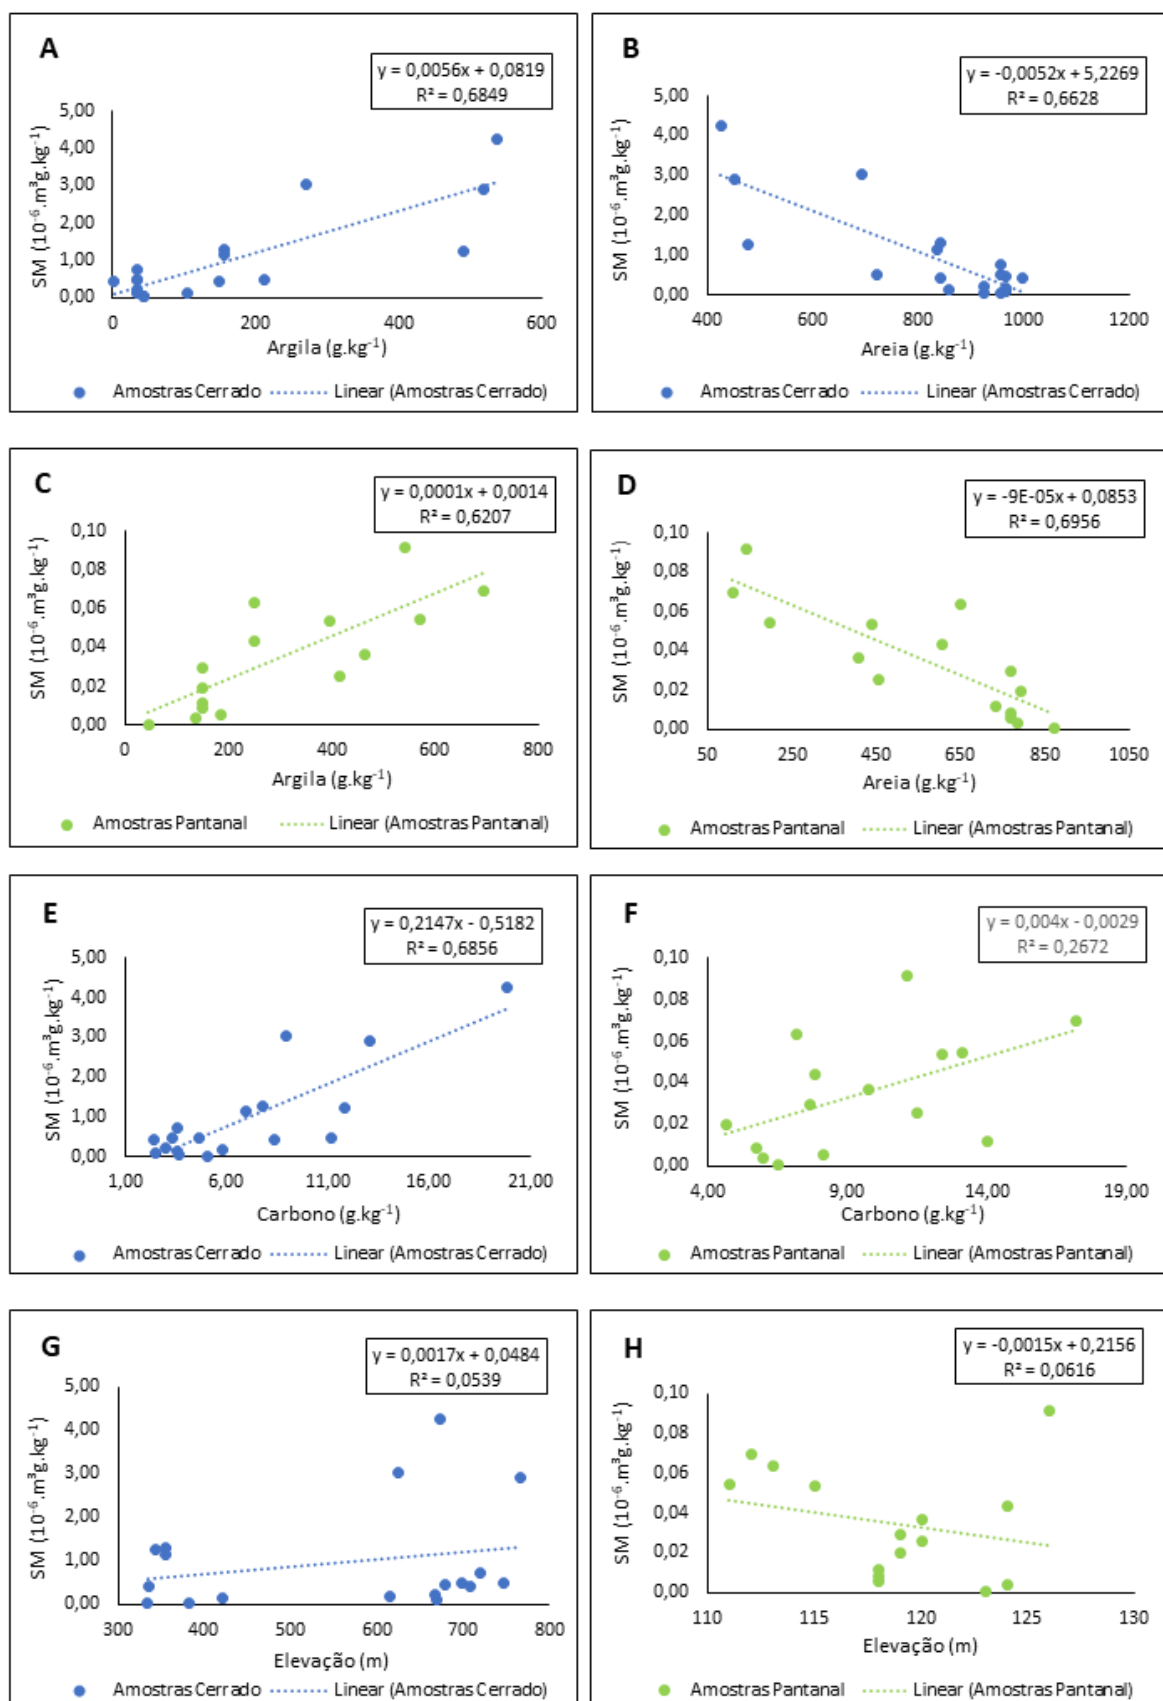 A
y = 0,0056x + 0,0819
R² = 0,6849
5,00
4,00
3,00
2,00
1,00
0,00
SM (10⁻⁶.m³g.kg⁻¹)
0 200 400 600
Argila (g.kg⁻¹)
Amostras Cerrado Linear (Amostras Cerrado)
B
y = -0,0052x + 5,2269
R² = 0,6628
5,00
4,00
3,00
2,00
1,00
0,00
SM (10⁻⁶.m³g.kg⁻¹)
400 600 800 1000 1200
Areia (g.kg⁻¹)
Amostras Cerrado Linear (Amostras Cerrado)
C
y = 0,0001x + 0,0014
R² = 0,6207
0,10
0,08
0,06
0,04
0,02
0,00
SM (10⁻⁶.m³g.kg⁻¹)
0 200 400 600 800
Argila (g.kg⁻¹)
Amostras Pantanal Linear (Amostras Pantanal)
D
y = -9E-05x + 0,0853
R² = 0,6956
0,10
0,08
0,06
0,04
0,02
0,00
SM (10⁻⁶.m³g.kg⁻¹)
50 250 450 650 850 1050
Areia (g.kg⁻¹)
Amostras Pantanal Linear (Amostras Pantanal)
E
y = 0,2147x - 0,5182
R² = 0,6856
5,00
4,00
3,00
2,00
1,00
0,00
SM (10⁻⁶.m³g.kg⁻¹)
1,00 6,00 11,00 16,00 21,00
Carbono (g.kg⁻¹)
Amostras Cerrado Linear (Amostras Cerrado)
F
y = 0,004x - 0,0029
R² = 0,2672
0,10
0,08
0,06
0,04
0,02
0,00
SM (10⁻⁶.m³g.kg⁻¹)
4,00 9,00 14,00 19,00
Carbono (g.kg⁻¹)
Amostras Pantanal Linear (Amostras Pantanal)
G
y = 0,0017x + 0,0484
R² = 0,0539
5,00
4,00
3,00
2,00
1,00
0,00
SM (10⁻⁶.m³g.kg⁻¹)
300 400 500 600 700 800
Elevação (m)
Amostras Cerrado Linear (Amostras Cerrado)
H
y = -0,0015x + 0,2156
R² = 0,0616
0,10
0,08
0,06
0,04
0,02
0,00
SM (10⁻⁶.m³g.kg⁻¹)
110 115 120 125 130
Elevação (m)
Amostras Pantanal Linear (Amostras Pantanal)